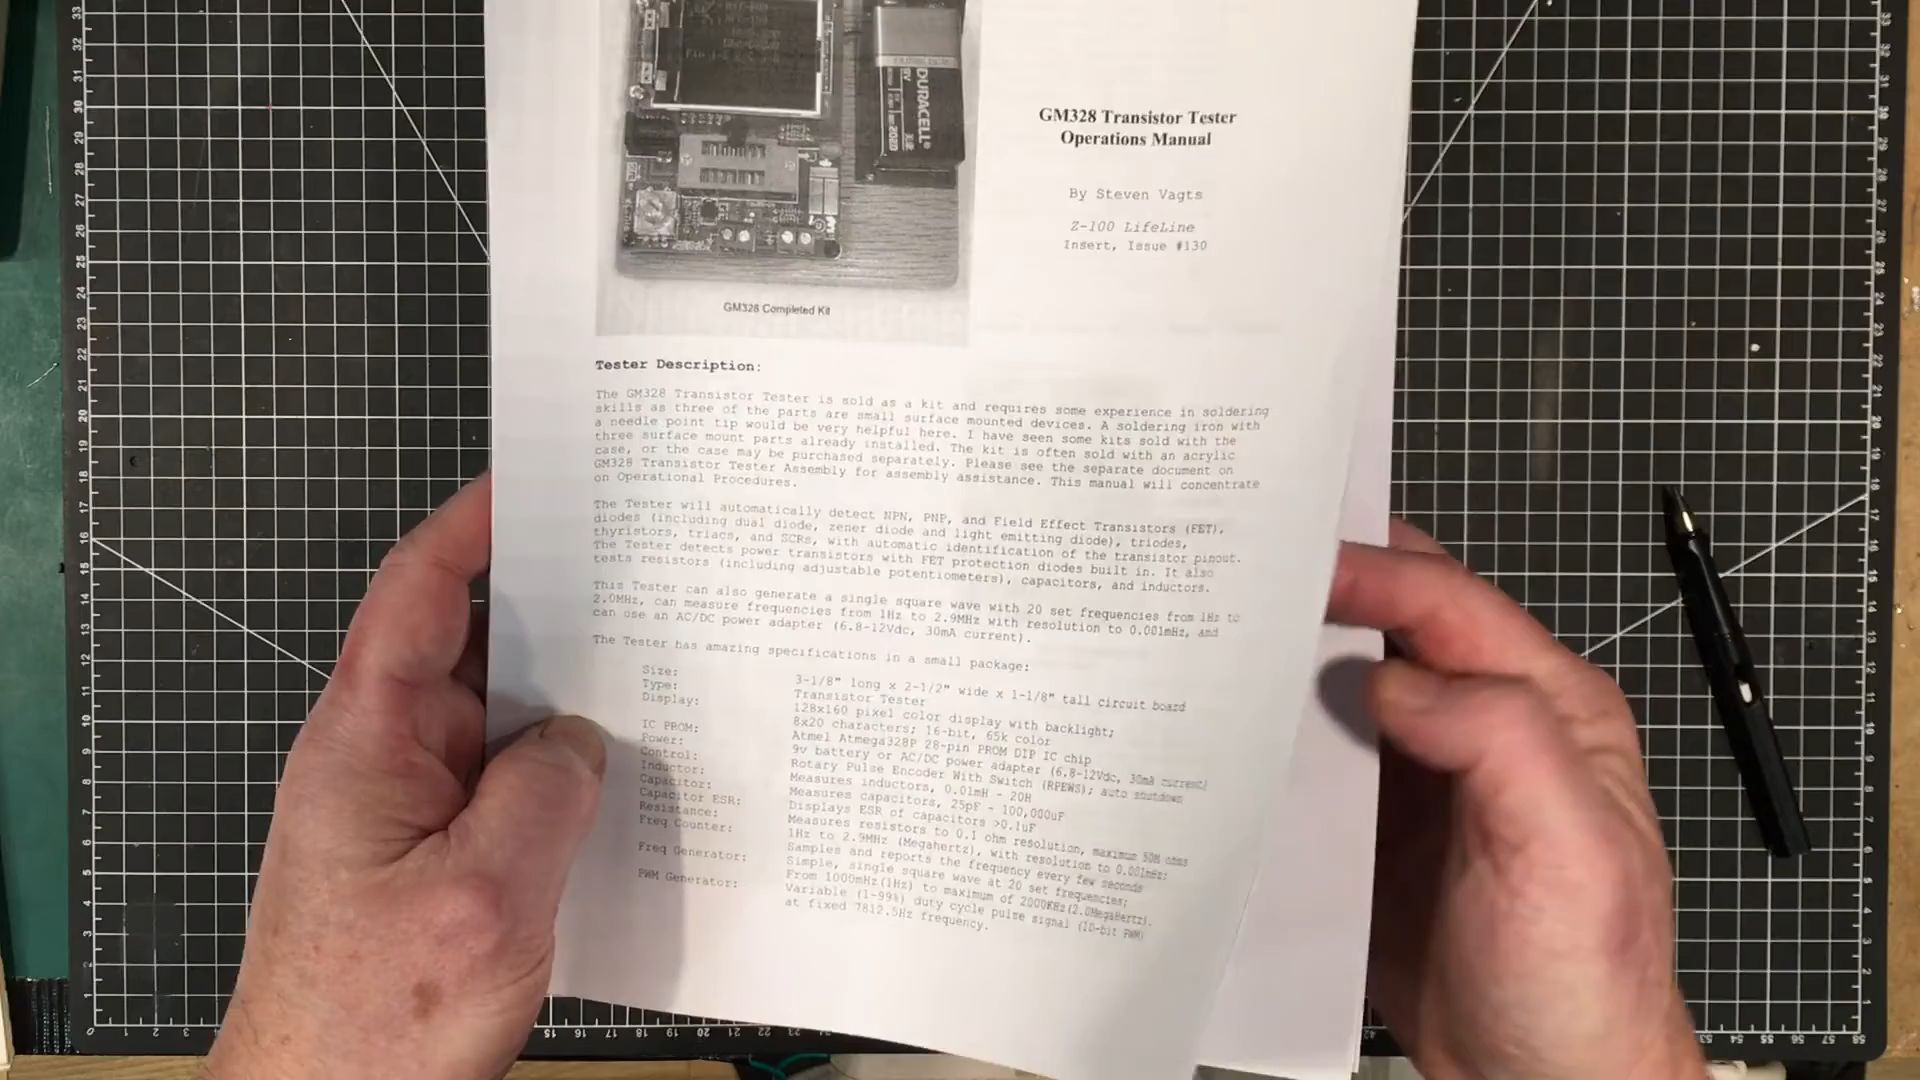 DURACELL®
9V
GM328 Transistor Tester
Operations Manual
By Steven Vagts
Z-100 LifeLine
Insert, Issue #130
GM328 Completed Kit
Tester Description:
The GM328 Transistor Tester is sold as a kit and requires some experience in soldering
skills as three of the parts are small surface mounted devices. A soldering iron with
a needle point tip would be very helpful here. I have seen some kits sold with the
three surface mount parts already installed. The kit is often sold with an acrylic
case, or the case may be purchased separately. Please see the separate document on
GM328 Transistor Tester Assembly for assembly assistance. This manual will concentrate
on Operational Procedures.
The Tester will automatically detect NPN, PNP, and Field Effect Transistors (FET),
diodes (including dual diode, zener diode and light emitting diode), triodes,
thyristors, triacs, and SCRs, with automatic identification of the transistor pinout.
The Tester detects power transistors with FET protection diodes built in. It also
tests resistors (including adjustable potentiometers), capacitors, and inductors.
This Tester can also generate a single square wave with 20 set frequencies from 1Hz to
2.0MHz, can measure frequencies from 1Hz to 2.9MHz with resolution to 0.001mHz, and
can use an AC/DC power adapter (6.8-12Vdc, 30mA current).
The Tester has amazing specifications in a small package:
Size: 3-1/8" long x 2-1/2" wide x 1-1/8" tall circuit board
Type: Transistor Tester
Display: 128x160 pixel color display with backlight;
8x20 characters; 16-bit, 65k color
IC PROM: Atmel Atmega328P 28-pin PROM DIP IC chip
Power: 9v battery or AC/DC power adapter (6.8-12Vdc, 30mA current)
Control: Rotary Pulse Encoder With Switch (RPEWS); auto shutdown
Inductor: Measures inductors, 0.01mH - 20H
Capacitor: Measures capacitors, 25pF - 100,000uF
Capacitor ESR: Displays ESR of capacitors >0.1uF
Resistance: Measures resistors to 0.1 ohm resolution, maximum 50M ohms
Freq Counter: 1Hz to 2.9MHz (Megahertz), with resolution to 0.001mHz;
Samples and reports the frequency every few seconds
Freq Generator: Simple, single square wave at 20 set frequencies;
From 1000mHz(1Hz) to maximum of 2000KHz(2.0MegaHertz).
PWM Generator: Variable (1-99%) duty cycle pulse signal (10-bit PWM)
at fixed 7812.5Hz frequency.